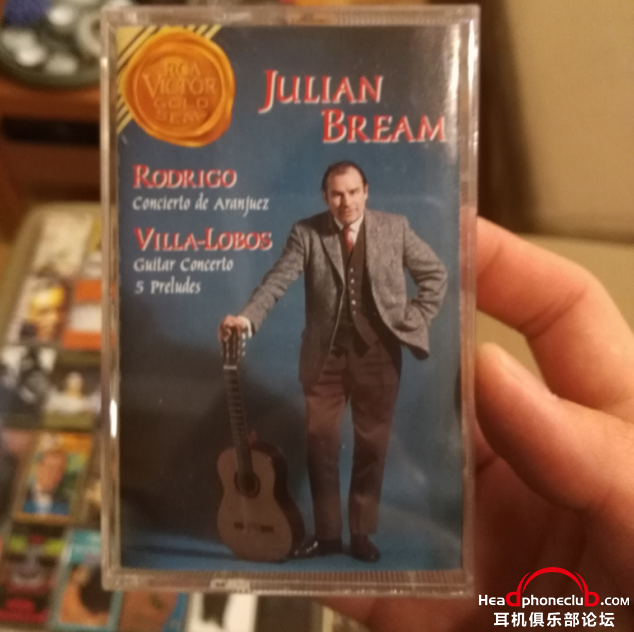 RCA
VICTOR
GOLD
SEAL
JULIAN
BREAM
RODRIGO
Concierto de Aranjuez
VILLA-LOBOS
Guitar Concerto
5 Preludes
Headphoneclub.com
耳机俱乐部论坛